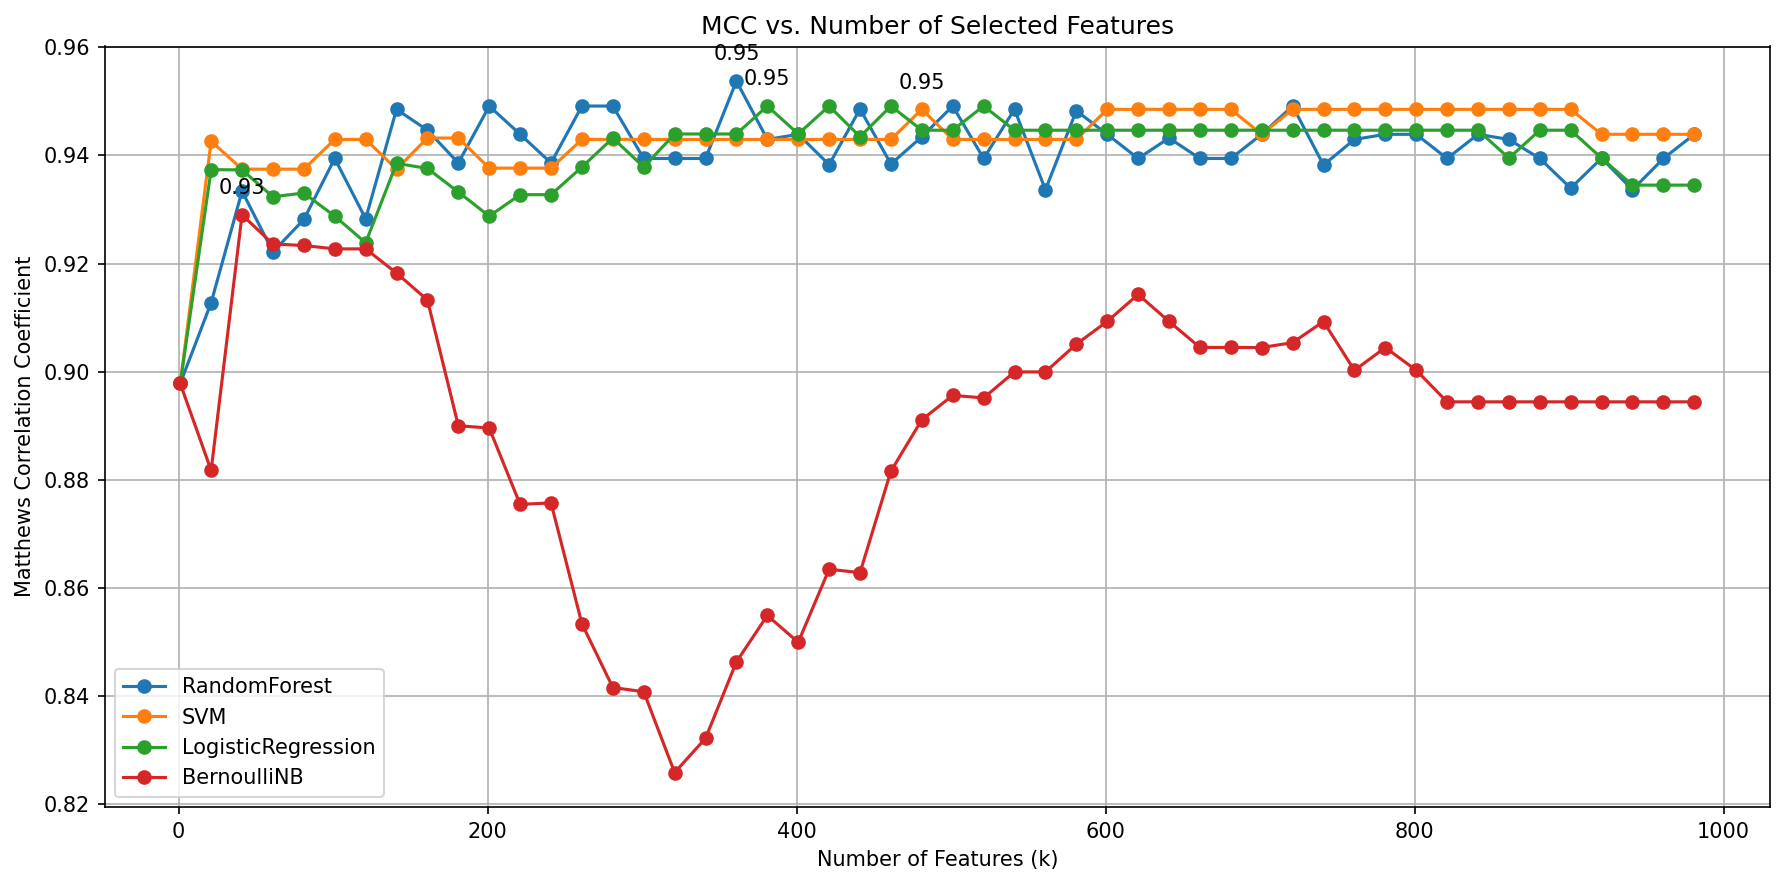 MCC vs. Number of Selected Features
0.95
0.95
0.95
0.93
Matthews Correlation Coefficient
0.96
0.94
0.92
0.90
0.88
0.86
0.84
0.82
RandomForest
SVM
LogisticRegression
BernoulliNB
0
200
400
600
800
1000
Number of Features (k)